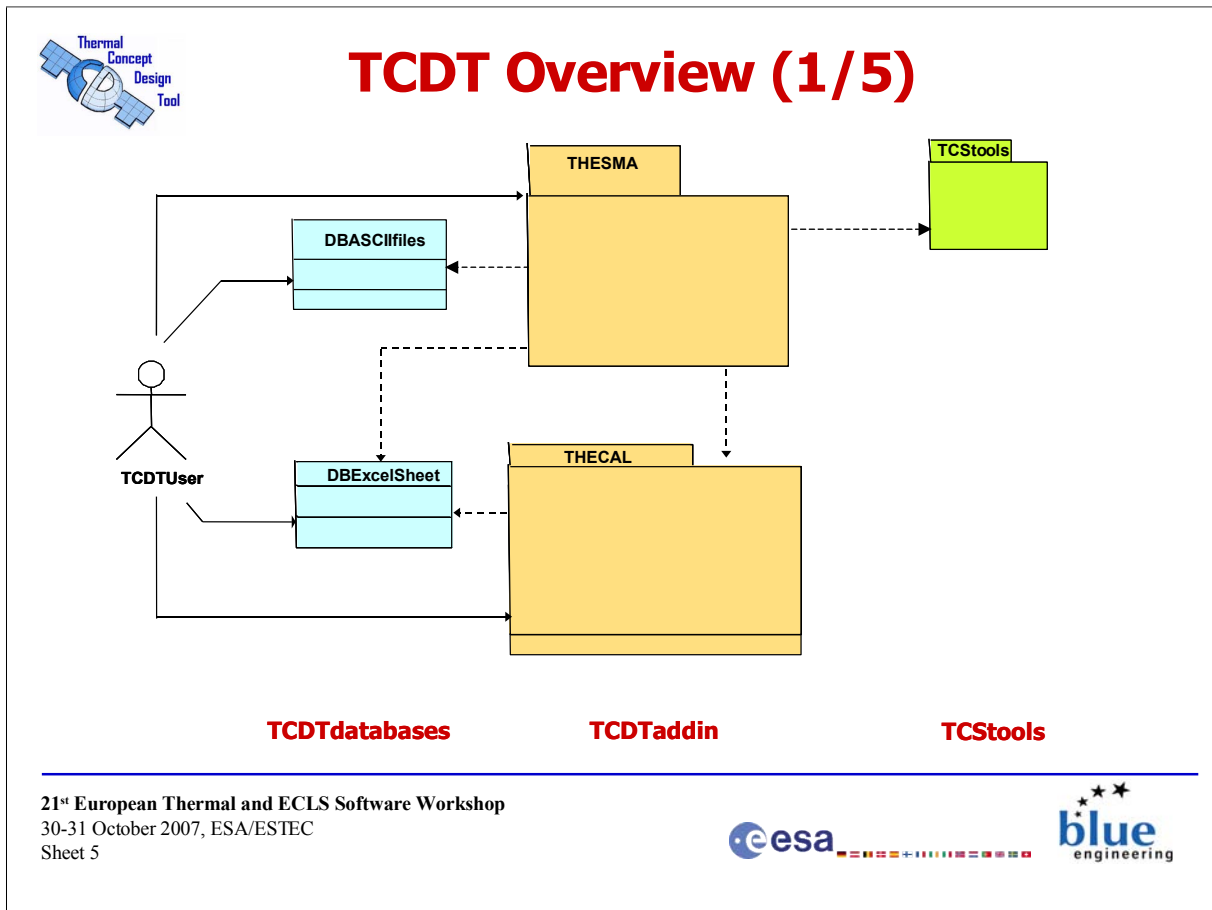 Thermal
Concept
Design
Tool
TCDT Overview (1/5)
THESMA
TCStools
DBASCIIfiles
TCDTUser
DBExcelSheet
THECAL
TCDTdatabases
TCDTaddin
TCStools
21st European Thermal and ECLS Software Workshop
30-31 October 2007, ESA/ESTEC
Sheet 5
esa
blue
engineering